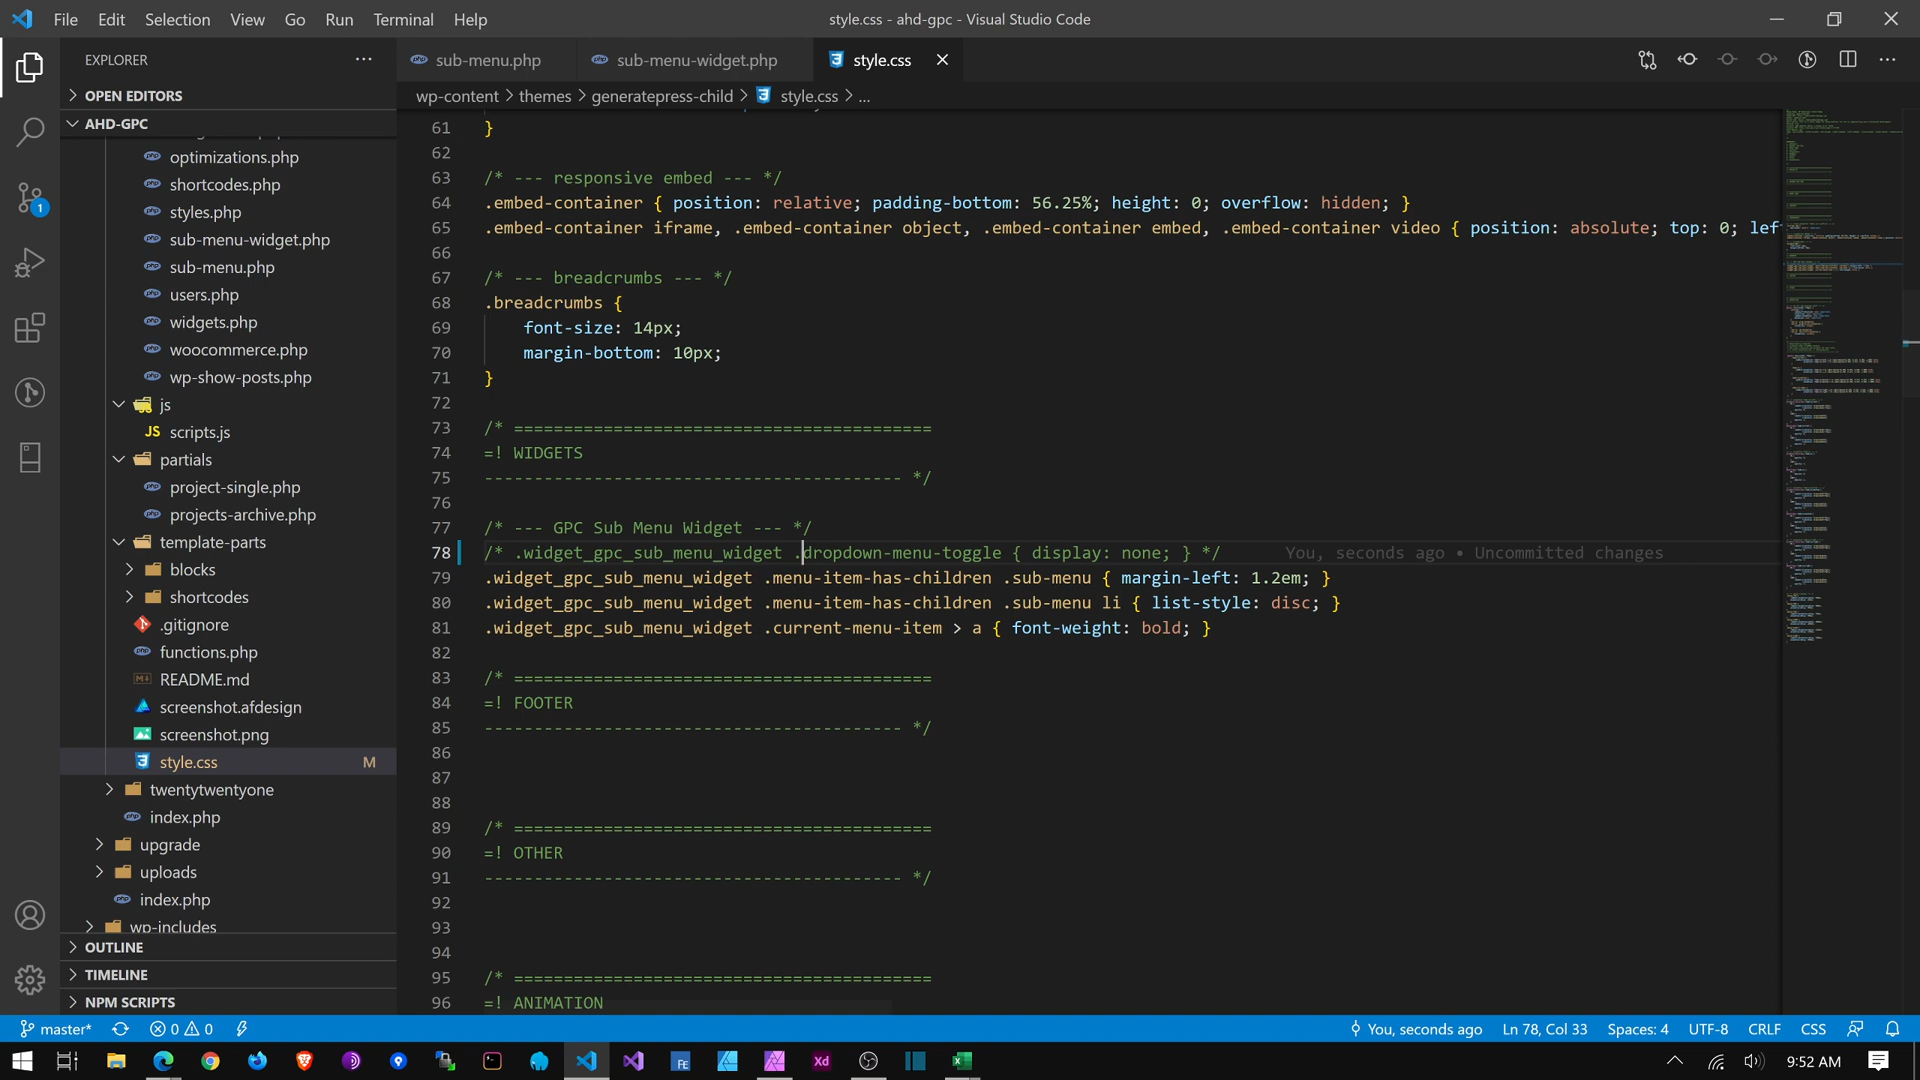 File Edit Selection View Go Run Terminal Help
style.css - ahd-gpc - Visual Studio Code
EXPLORER
OPEN EDITORS
AHD-GPC
optimizations.php
shortcodes.php
styles.php
sub-menu-widget.php
sub-menu.php
users.php
widgets.php
woocommerce.php
wp-show-posts.php
js
JS scripts.js
partials
project-single.php
projects-archive.php
template-parts
blocks
shortcodes
.gitignore
functions.php
README.md
screenshot.afdesign
screenshot.png
style.css M
twentytwentyone
index.php
upgrade
uploads
index.php
wp-includes
OUTLINE
TIMELINE
NPM SCRIPTS
1
sub-menu.php sub-menu-widget.php style.css
wp-content > themes > generatepress-child > style.css > ...
61 }
62
63 /* --- responsive embed --- */
64 .embed-container { position: relative; padding-bottom: 56.25%; height: 0; overflow: hidden; }
65 .embed-container iframe, .embed-container object, .embed-container embed, .embed-container video { position: absolute; top: 0; lef
66
67 /* --- breadcrumbs --- */
68 .breadcrumbs {
69 font-size: 14px;
70 margin-bottom: 10px;
71 }
72
73 /* ==========================================
74 =! WIDGETS
75 ------------------------------------------ */
76
77 /* --- GPC Sub Menu Widget --- */
78 /* .widget_gpc_sub_menu_widget .dropdown-menu-toggle { display: none; } */ You, seconds ago • Uncommitted changes
79 .widget_gpc_sub_menu_widget .menu-item-has-children .sub-menu { margin-left: 1.2em; }
80 .widget_gpc_sub_menu_widget .menu-item-has-children .sub-menu li { list-style: disc; }
81 .widget_gpc_sub_menu_widget .current-menu-item > a { font-weight: bold; }
82
83 /* ==========================================
84 =! FOOTER
85 ------------------------------------------ */
86
87
88
89 /* ==========================================
90 =! OTHER
91 ------------------------------------------ */
92
93
94
95 /* ==========================================
96 =! ANIMATION
master* 0 0 You, seconds ago Ln 78, Col 33 Spaces: 4 UTF-8 CRLF CSS
FE Xd 9:52 AM